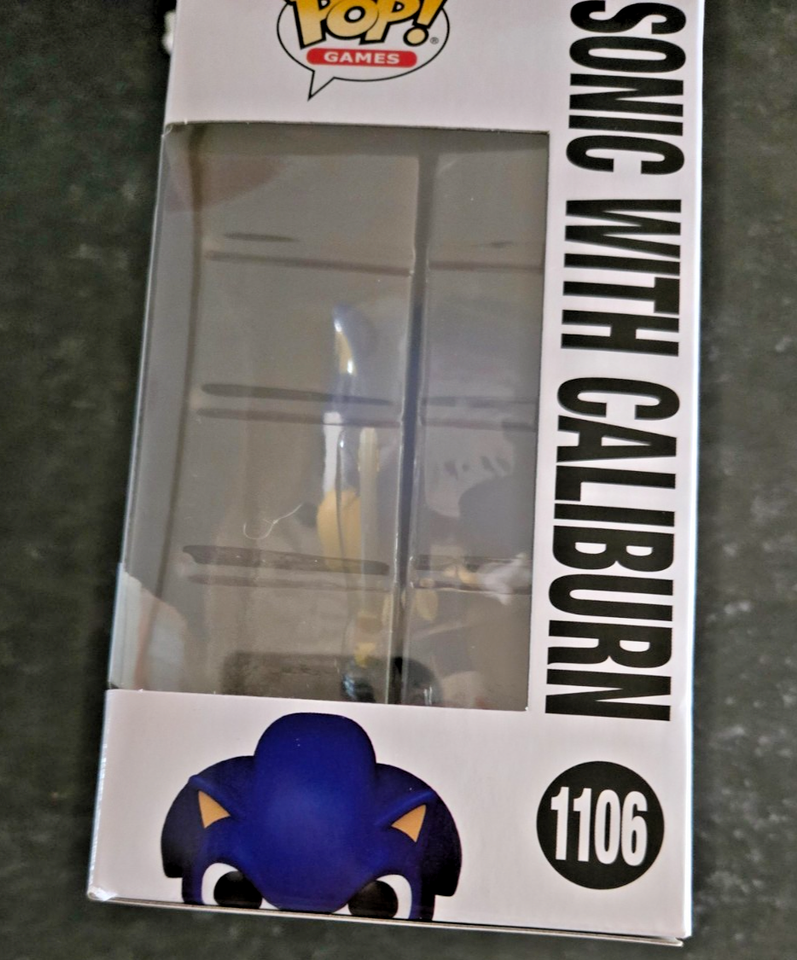 POP!
GAMES
SONIC WITH CALIBURN
1106